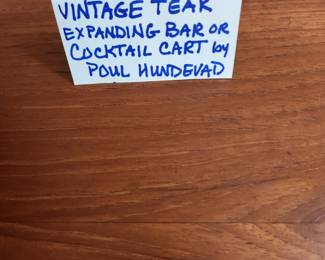 VINTAGE TEAK
EXPANDING BAR OR
COCKTAIL CART by
POUL HUNDEVAD